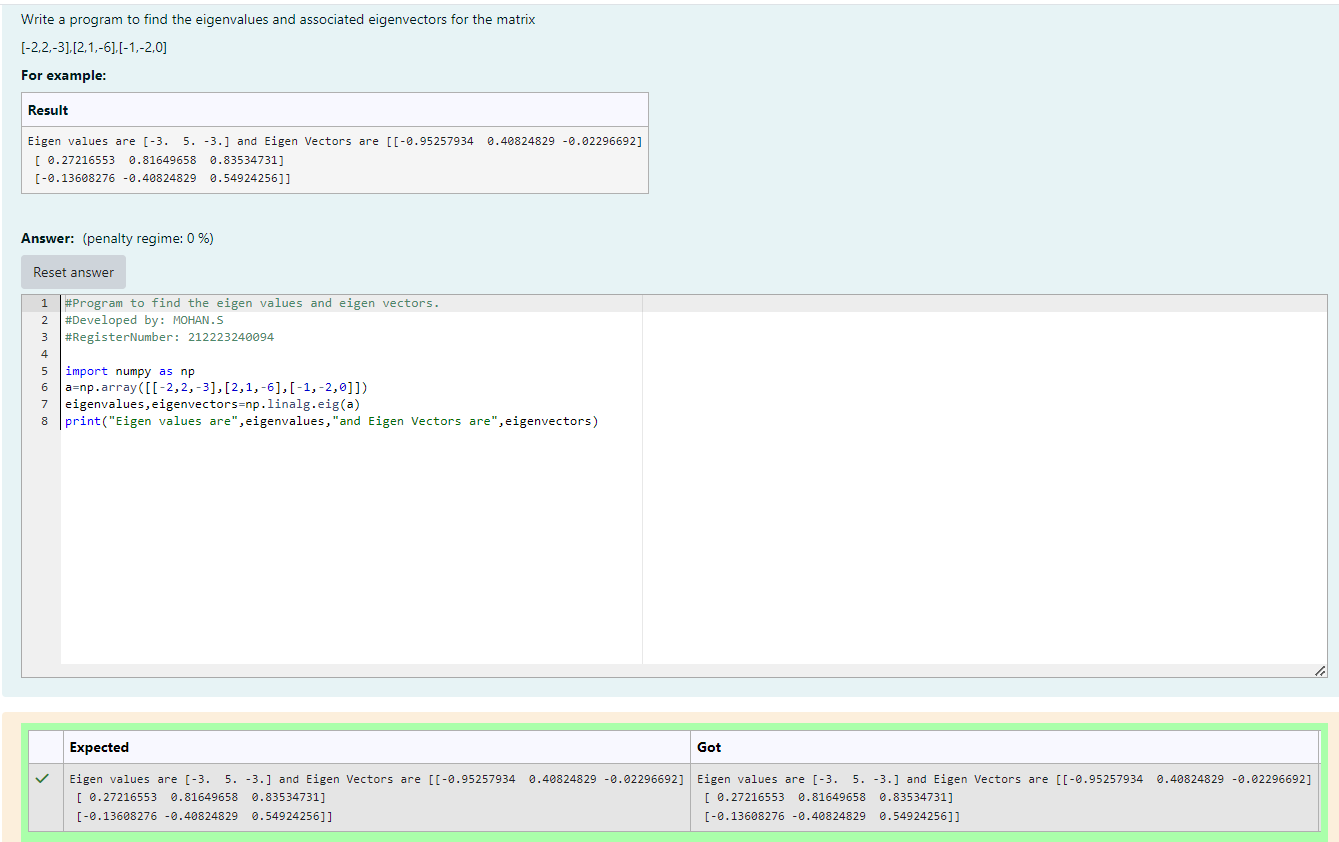 Write a program to find the eigenvalues and associated eigenvectors for the matrix
[-2,2,-3],[2,1,-6],[-1,-2,0]
For example:
Result
Eigen values are [-3.  5. -3.] and Eigen Vectors are [[-0.95257934  0.40824829 -0.02296692]
 [ 0.27216553  0.81649658  0.83534731]
 [-0.13608276 -0.40824829  0.54924256]]
Answer: (penalty regime: 0 %)
Reset answer
1 #Program to find the eigen values and eigen vectors.
2 #Developed by: MOHAN.S
3 #RegisterNumber: 212223240094
4
5 import numpy as np
6 a=np.array([[-2,2,-3],[2,1,-6],[-1,-2,0]])
7 eigenvalues,eigenvectors=np.linalg.eig(a)
8 print("Eigen values are",eigenvalues,"and Eigen Vectors are",eigenvectors)
Expected Got
Eigen values are [-3.  5. -3.] and Eigen Vectors are [[-0.95257934  0.40824829 -0.02296692] Eigen values are [-3.  5. -3.] and Eigen Vectors are [[-0.95257934  0.40824829 -0.02296692]
 [ 0.27216553  0.81649658  0.83534731]  [ 0.27216553  0.81649658  0.83534731]
 [-0.13608276 -0.40824829  0.54924256]]  [-0.13608276 -0.40824829  0.54924256]]